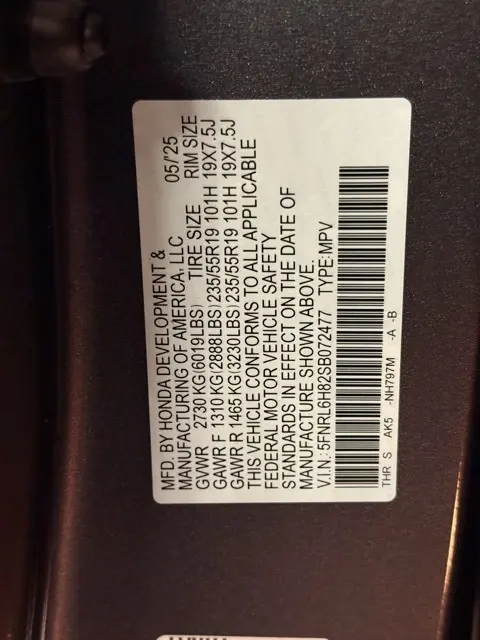 MFD. BY HONDA DEVELOPMENT &
MANUFACTURING OF AMERICA, LLC 05/'25
GVWR 2730 KG(6019LBS) TIRE SIZE RIM SIZE
GAWR F 1310 KG(2888LBS)235/55R19 101H 19X7.5J
GAWR R 1465 KG(3230LBS)235/55R19 101H 19X7.5J
THIS VEHICLE CONFORMS TO ALL APPLICABLE
FEDERAL MOTOR VEHICLE SAFETY
STANDARDS IN EFFECT ON THE DATE OF
MANUFACTURE SHOWN ABOVE.
V.I.N.: 5FNRL6H82SB072477 TYPE:MPV
THR S AK5 -NH797M -A -B